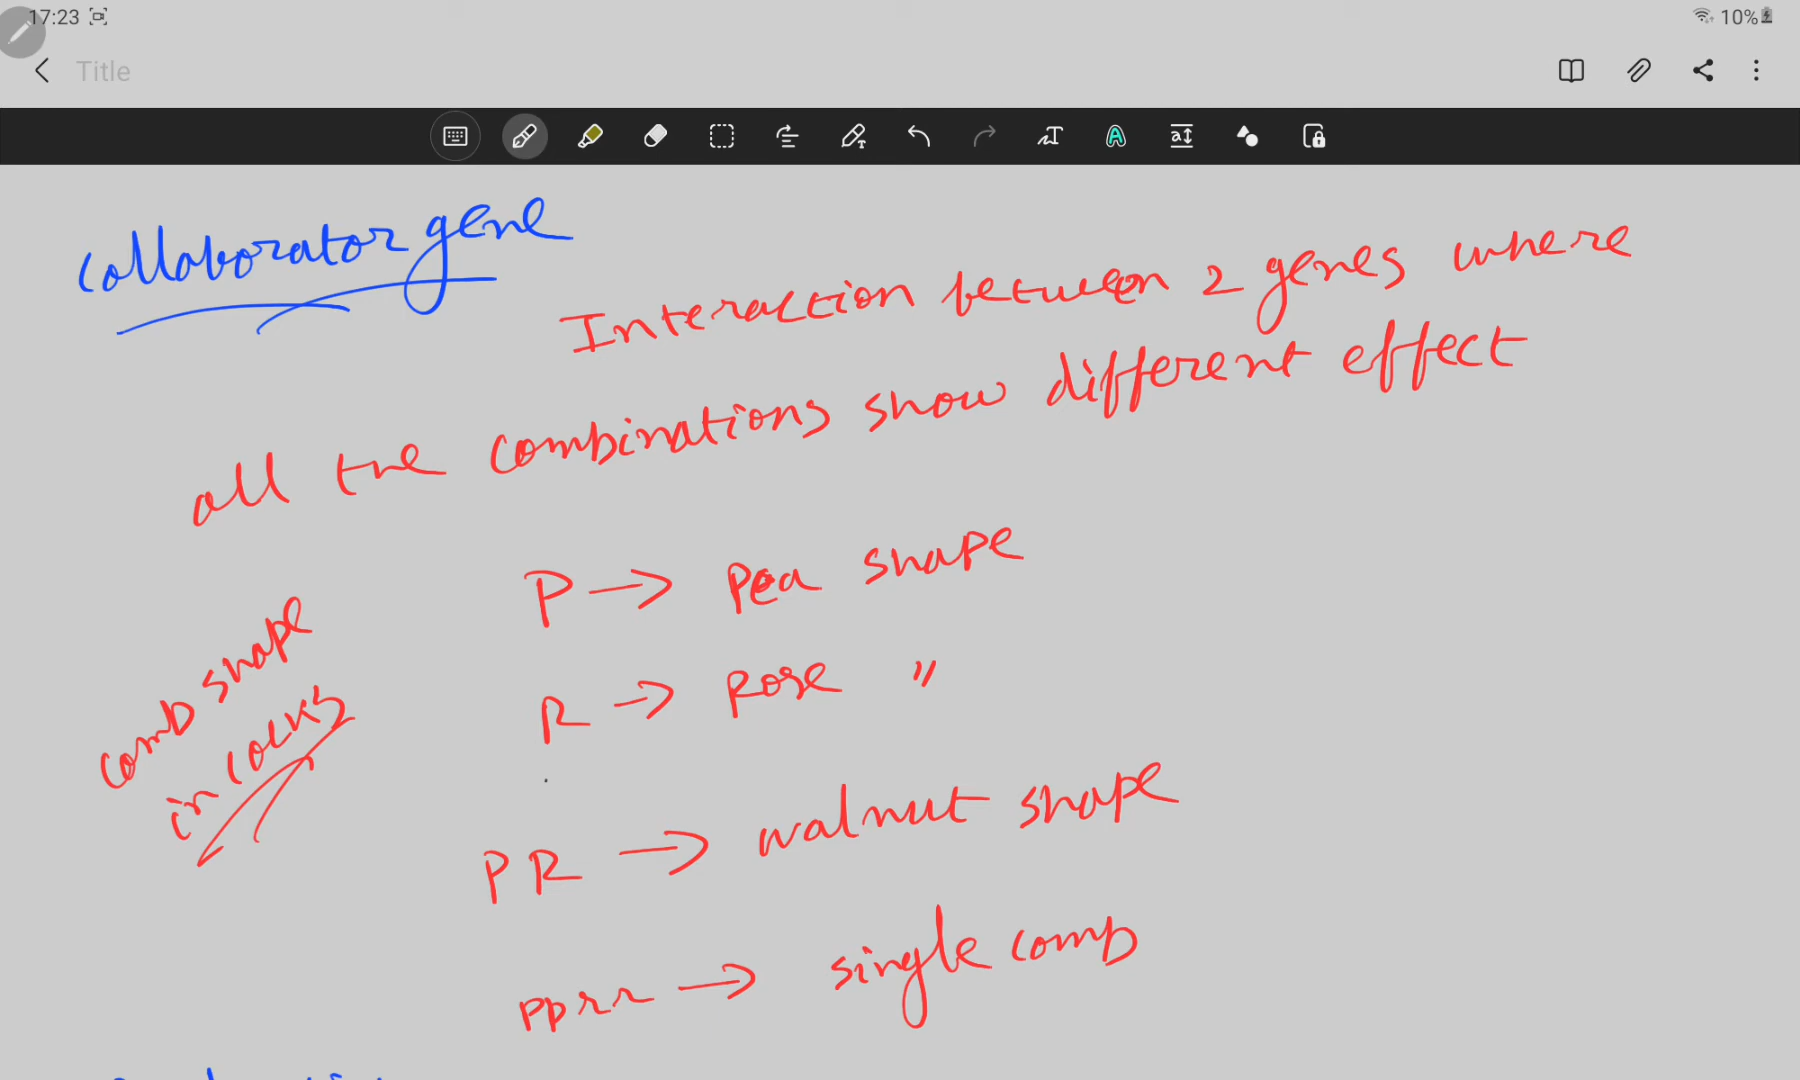 17:23
10%
Title
collaborator gene
Interaction between 2 genes where
all the combinations show different effect
P → Pea shape
R → Rose "
comb shape
in cocks
PR → walnut shape
pprr → single comb